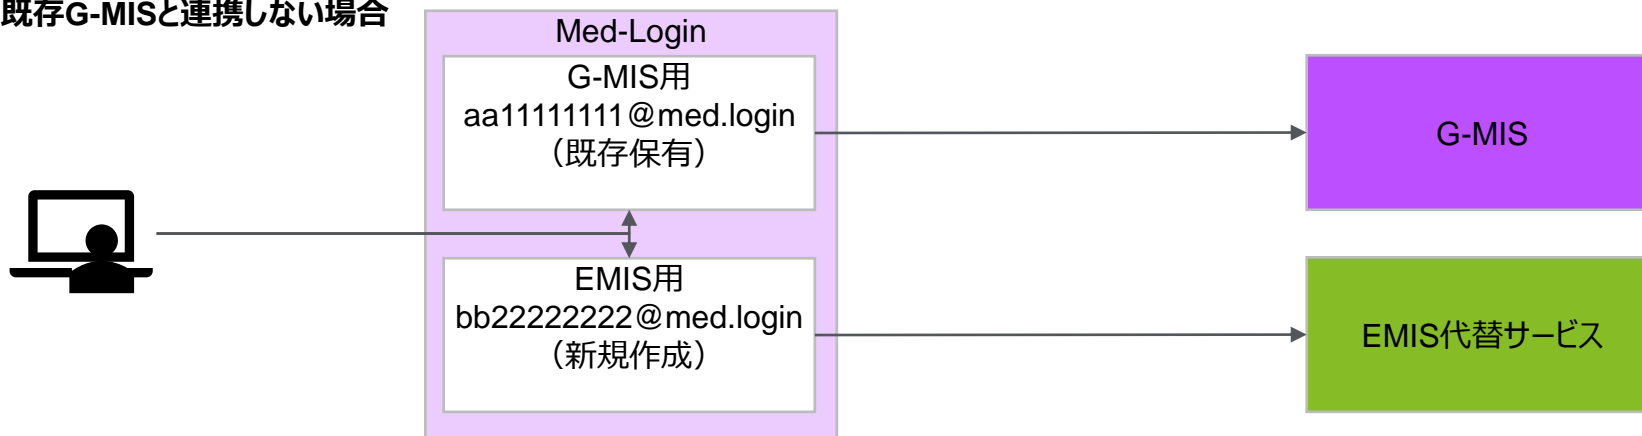 既存G-MISと連携しない場合
Med-Login
G-MIS用
aa11111111@med.login
（既存保有）
G-MIS
EMIS用
bb22222222@med.login
（新規作成）
EMIS代替サービス